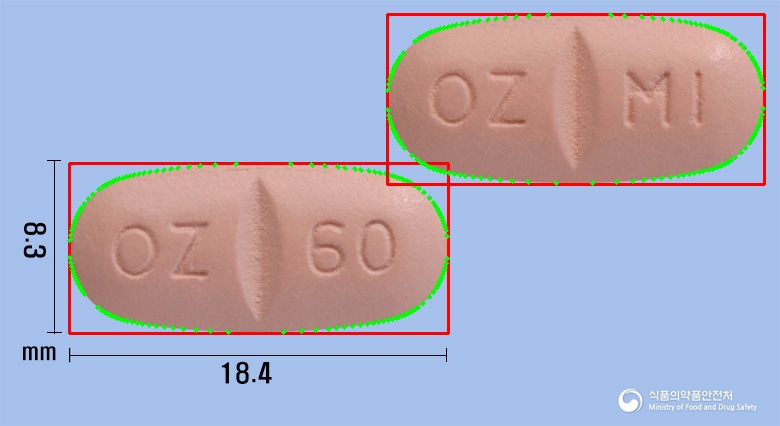 OZ MI
OZ 60
8.3
mm
18.4
식품의약품안전처
Ministry of Food and Drug Safety